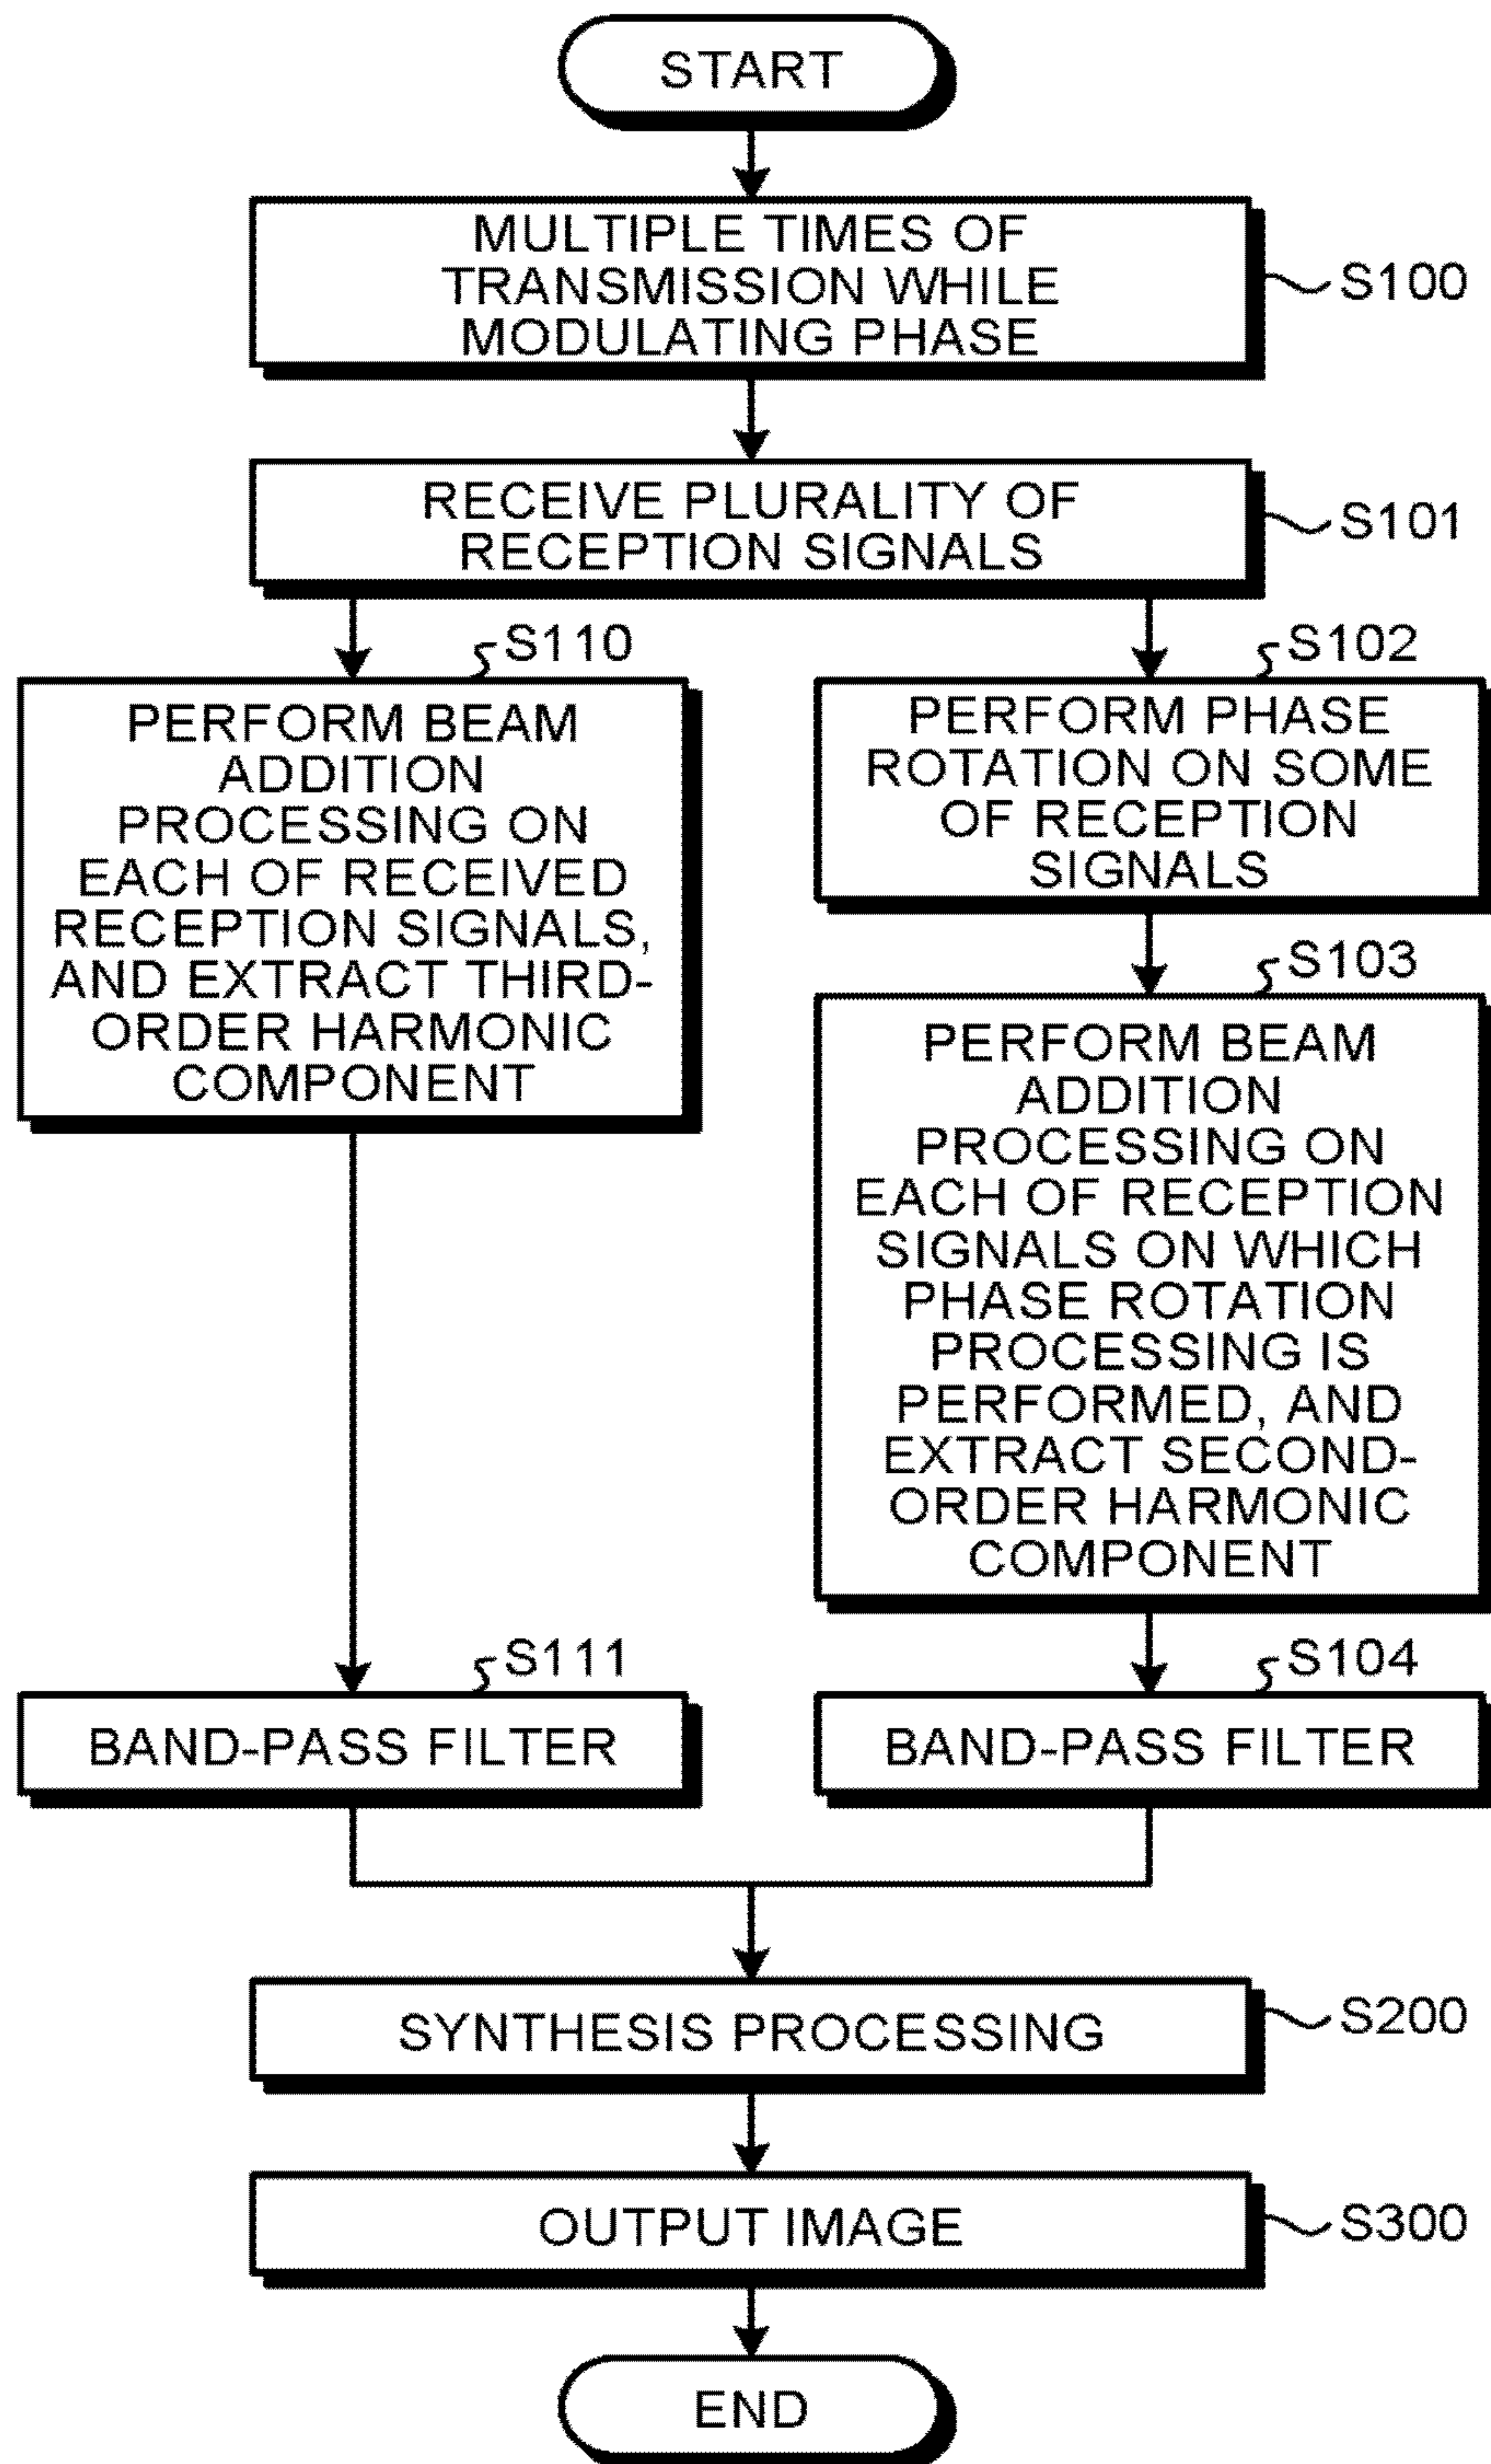 START
MULTIPLE TIMES OF
TRANSMISSION WHILE
MODULATING PHASE
S100
RECEIVE PLURALITY OF
RECEPTION SIGNALS
S101
S110
PERFORM BEAM
ADDITION
PROCESSING ON
EACH OF RECEIVED
RECEPTION SIGNALS,
AND EXTRACT THIRD-
ORDER HARMONIC
COMPONENT
S102
PERFORM PHASE
ROTATION ON SOME
OF RECEPTION
SIGNALS
S103
PERFORM BEAM
ADDITION
PROCESSING ON
EACH OF RECEPTION
SIGNALS ON WHICH
PHASE ROTATION
PROCESSING IS
PERFORMED, AND
EXTRACT SECOND-
ORDER HARMONIC
COMPONENT
S111
BAND-PASS FILTER
S104
BAND-PASS FILTER
SYNTHESIS PROCESSING
S200
OUTPUT IMAGE
S300
END